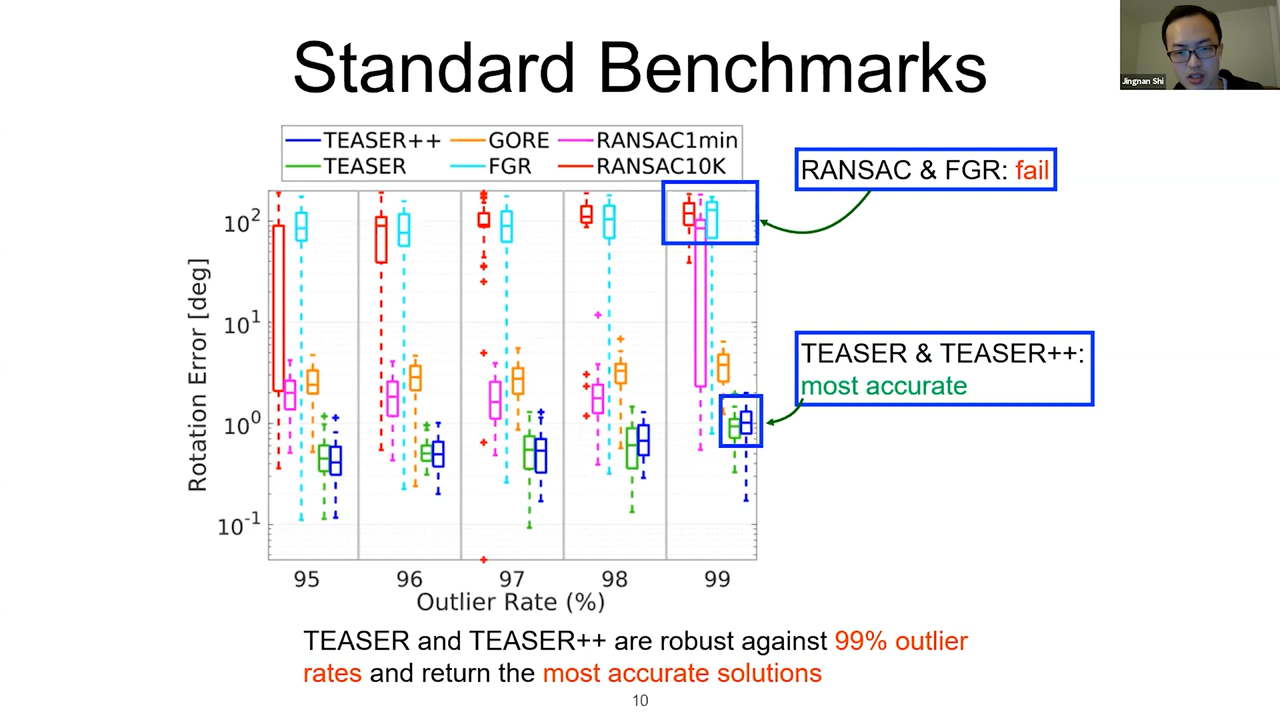 Standard Benchmarks
Jingnan Shi
TEASER++ GORE RANSAC1min
TEASER FGR RANSAC10K
RANSAC & FGR: fail
TEASER & TEASER++:
most accurate
Rotation Error [deg]
10²
10¹
10⁰
10⁻¹
95 96 97 98 99
Outlier Rate (%)
TEASER and TEASER++ are robust against 99% outlier
rates and return the most accurate solutions
10